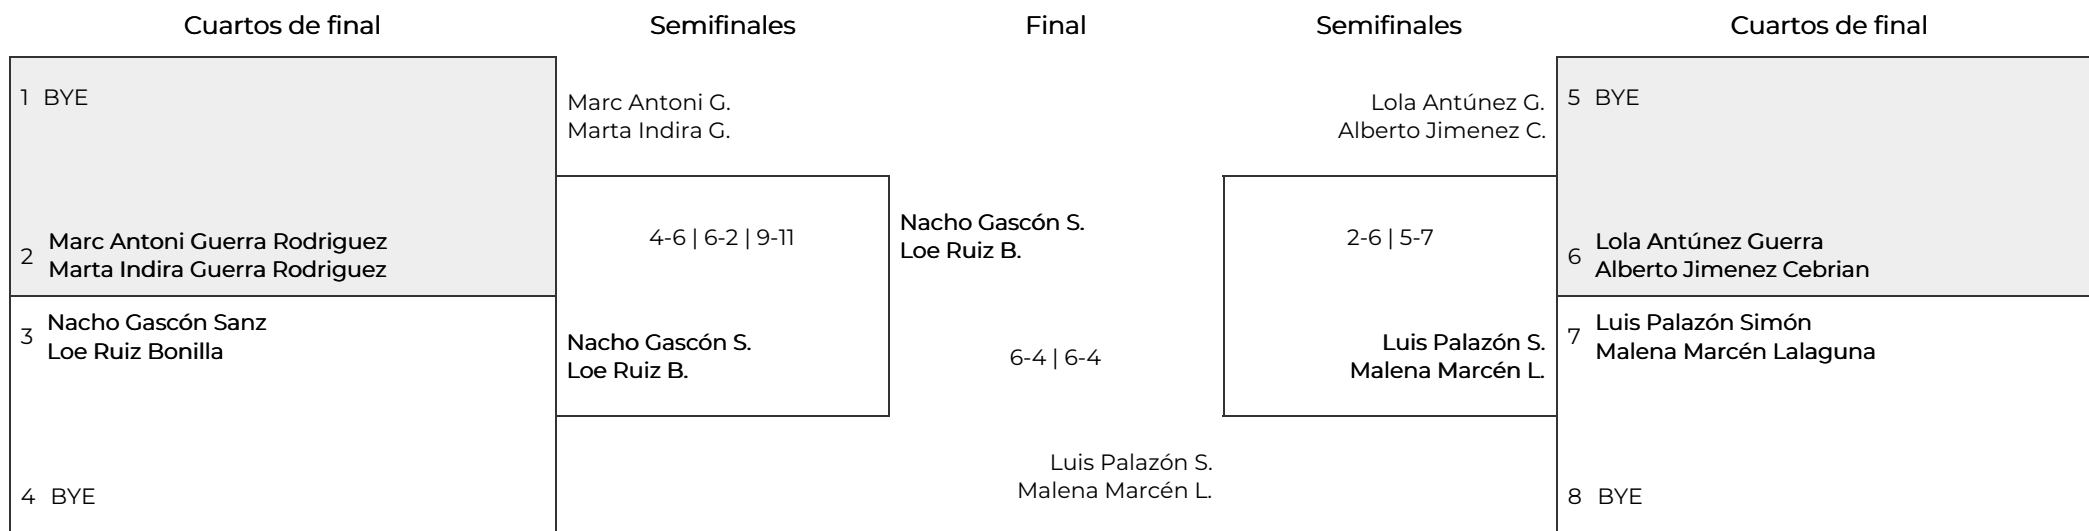 Cuartos de final
Semifinales
Final
Semifinales
Cuartos de final
1 BYE
2 Marc Antoni Guerra Rodriguez
Marta Indira Guerra Rodriguez
3 Nacho Gascón Sanz
Loe Ruiz Bonilla
4 BYE
Marc Antoni G.
Marta Indira G.
4-6 | 6-2 | 9-11
Nacho Gascón S.
Loe Ruiz B.
Nacho Gascón S.
Loe Ruiz B.
6-4 | 6-4
Luis Palazón S.
Malena Marcén L.
Lola Antúnez G.
Alberto Jimenez C.
2-6 | 5-7
Luis Palazón S.
Malena Marcén L.
5 BYE
6 Lola Antúnez Guerra
Alberto Jimenez Cebrian
7 Luis Palazón Simón
Malena Marcén Lalaguna
8 BYE